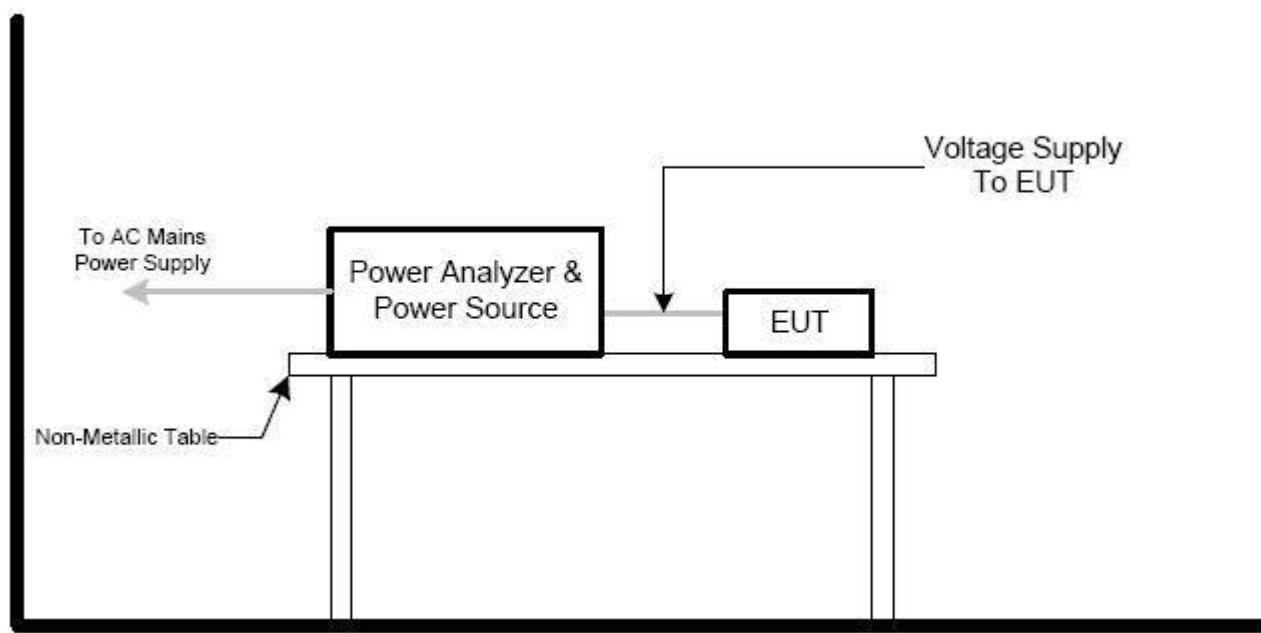 Voltage Supply
To EUT
To AC Mains
Power Supply
Power Analyzer &
Power Source
EUT
Non-Metallic Table